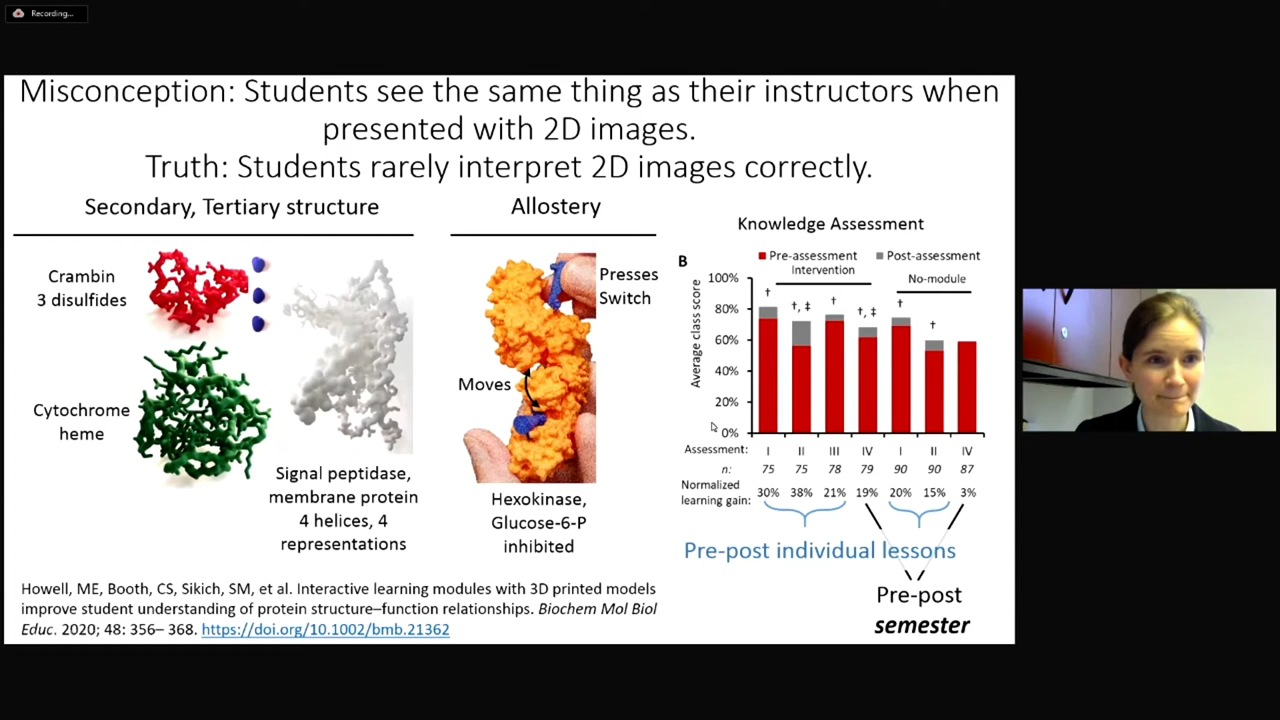 Recording...
Misconception: Students see the same thing as their instructors when
presented with 2D images.
Truth: Students rarely interpret 2D images correctly.
Secondary, Tertiary structure
Crambin
3 disulfides
Cytochrome
heme
Signal peptidase,
membrane protein
4 helices, 4
representations
Allostery
Presses
Switch
Moves
Hexokinase,
Glucose-6-P
inhibited
Knowledge Assessment
B
Pre-assessment Post-assessment
Intervention
No-module
Average class score
100%
80%
60%
40%
20%
0%
† †, ‡ † †, ‡ † †
Assessment: I II III IV I II IV
n: 75 75 78 79 90 90 87
Normalized
learning gain: 30% 38% 21% 19% 20% 15% 3%
Pre-post individual lessons
Pre-post
semester
Howell, ME, Booth, CS, Sikich, SM, et al. Interactive learning modules with 3D printed models
improve student understanding of protein structure–function relationships. Biochem Mol Biol
Educ. 2020; 48: 356– 368. https://doi.org/10.1002/bmb.21362